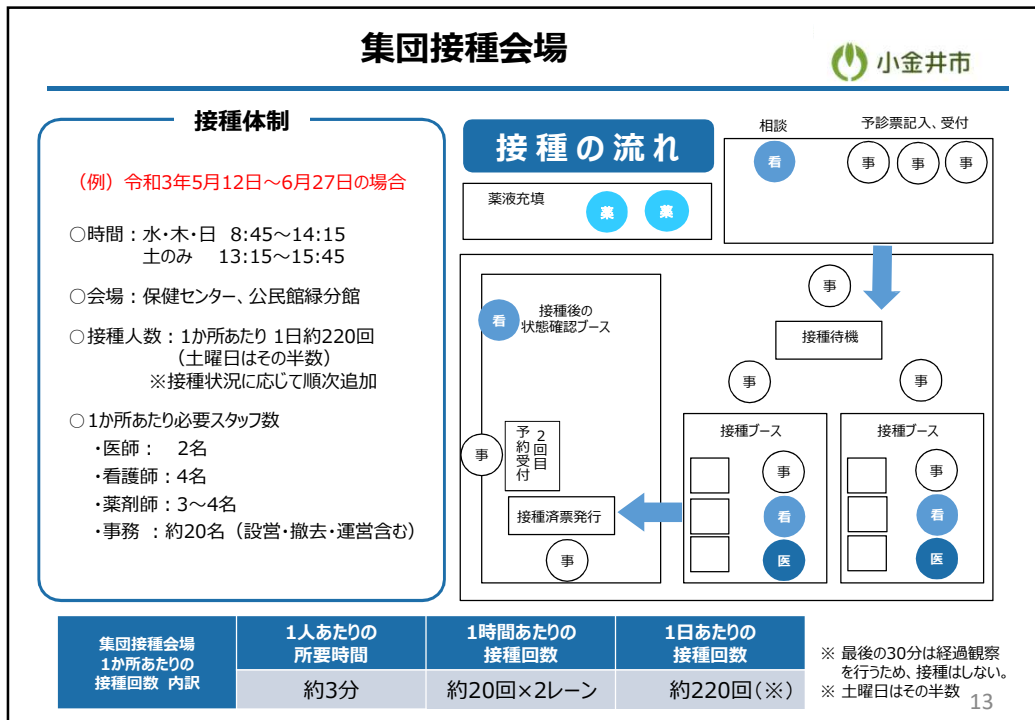 集団接種会場
小金井市
接種体制
（例）令和3年5月12日～6月27日の場合
○時間：水・木・日 8:45～14:15
土のみ 13:15～15:45
○会場：保健センター、公民館緑分館
○接種人数：1か所あたり 1日約220回
（土曜日はその半数）
※接種状況に応じて順次追加
○1か所あたり必要スタッフ数
・医師： 2名
・看護師：4名
・薬剤師：3～4名
・事務 ：約20名（設営・撤去・運営含む）
接種の流れ
相談
看
予診票記入、受付
事 事 事
薬液充填
薬 薬
事
接種待機
事
事
接種ブース
事
看
医
接種ブース
事
看
医
看
接種後の
状態確認ブース
事
2回目
予約受付
接種済票発行
事
集団接種会場
1か所あたりの
接種回数 内訳
1人あたりの
所要時間
1時間あたりの
接種回数
1日あたりの
接種回数
約3分
約20回×2レーン
約220回(※)
※ 最後の30分は経過観察
を行うため、接種はしない。
※ 土曜日はその半数
13